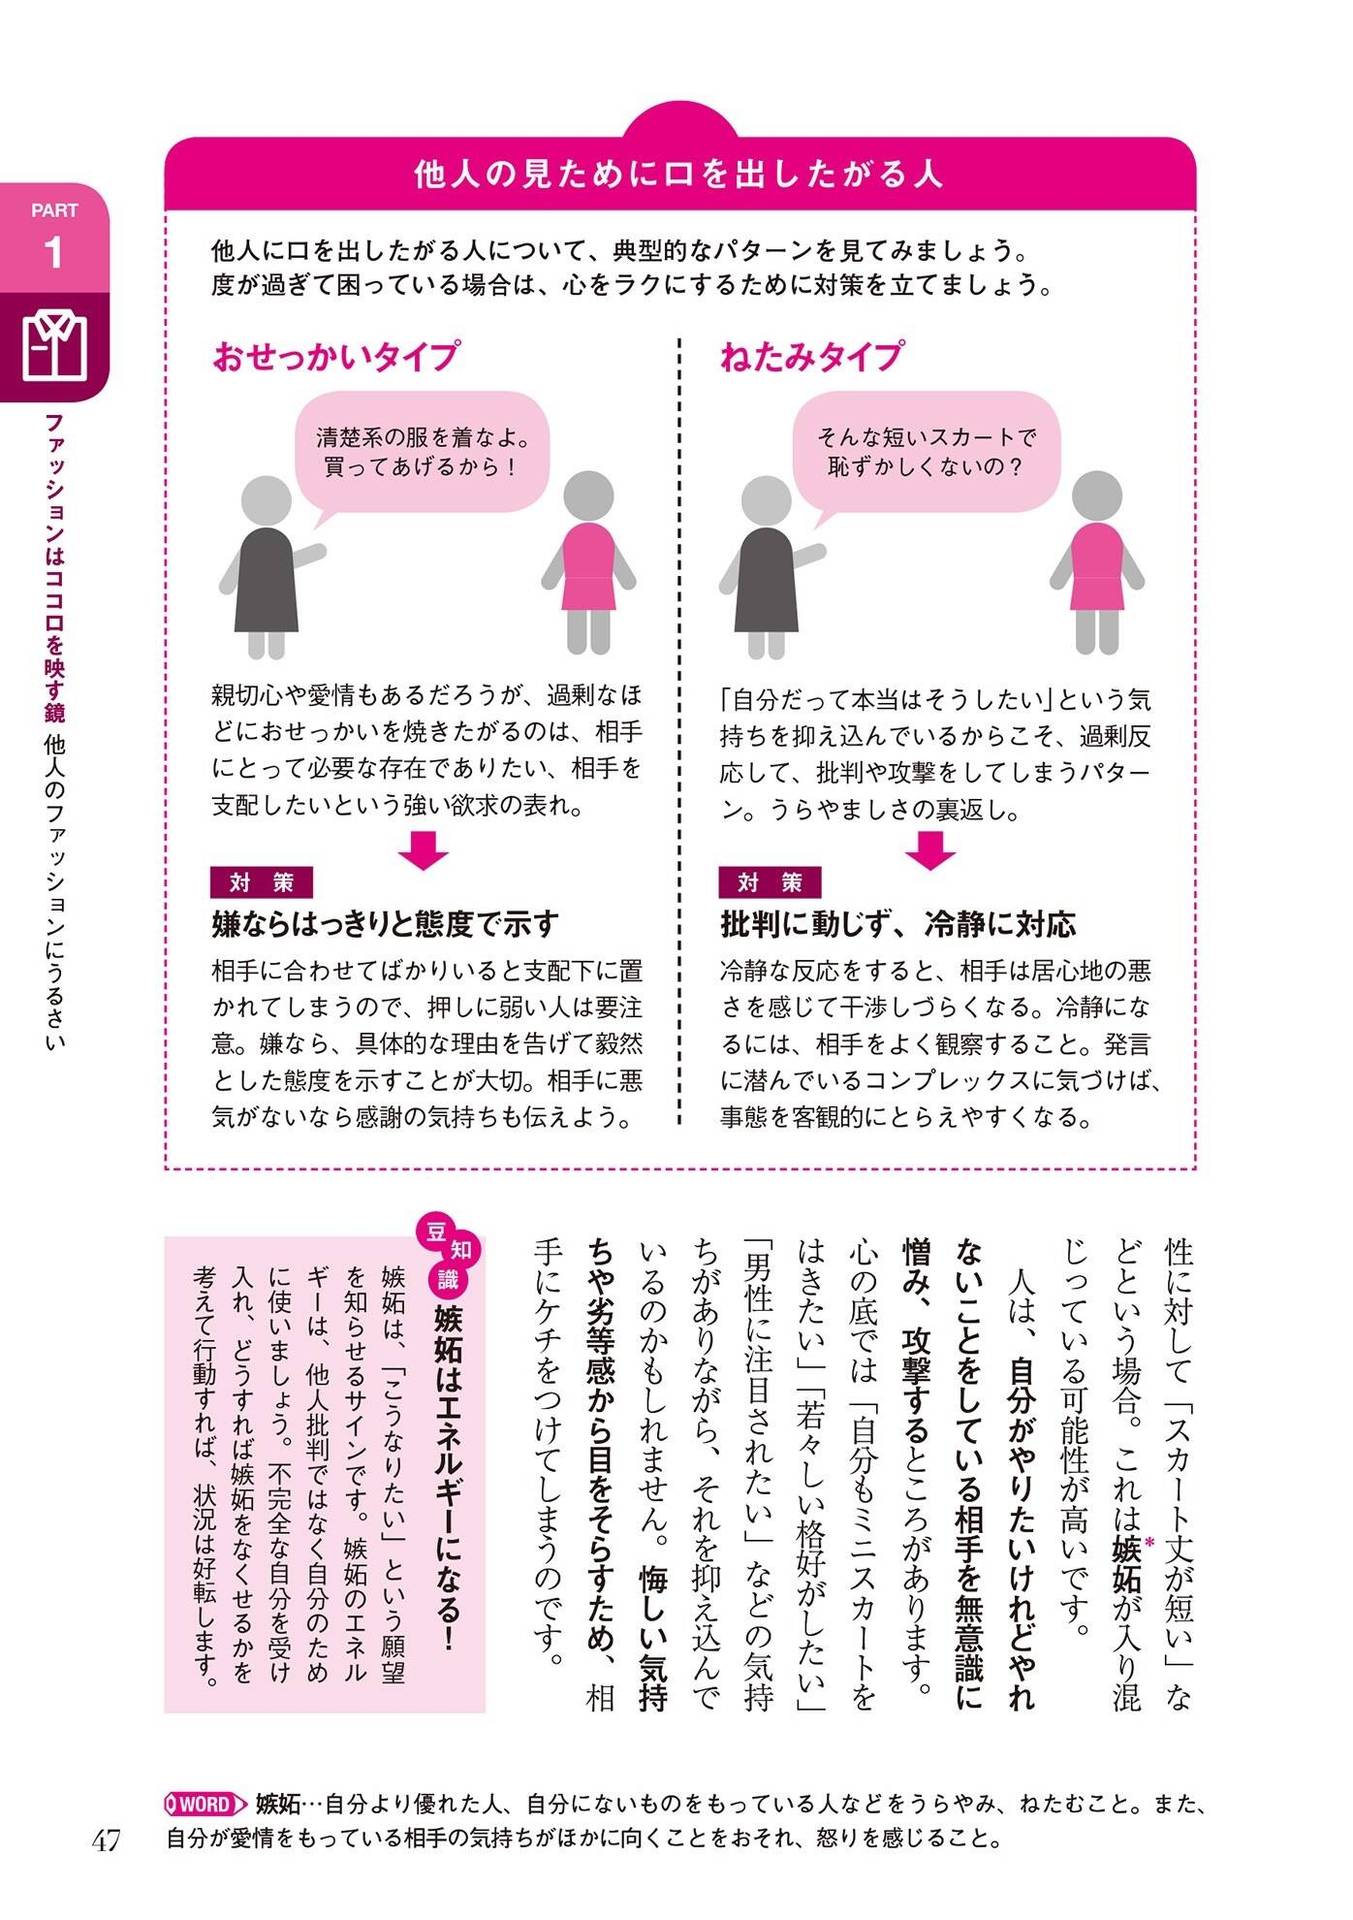 他人の見ために口を出したがる人
PART
1
ファッションはココロを映す鏡 他人のファッションにうるさい
他人に口を出したがる人について、典型的なパターンを見てみましょう。
度が過ぎて困っている場合は、心をラクにするために対策を立てましょう。
おせっかいタイプ
清楚系の服を着なよ。
買ってあげるから！
親切心や愛情もあるだろうが、過剰なほ
どにおせっかいを焼きたがるのは、相手
にとって必要な存在でありたい、相手を
支配したいという強い欲求の表れ。
対 策
嫌ならはっきりと態度で示す
相手に合わせてばかりいると支配下に置
かれてしまうので、押しに弱い人は要注
意。嫌なら、具体的な理由を告げて毅然
とした態度を示すことが大切。相手に悪
気がないなら感謝の気持ちも伝えよう。
ねたみタイプ
そんな短いスカートで
恥ずかしくないの？
「自分だって本当はそうしたい」という気
持ちを抑え込んでいるからこそ、過剰反
応して、批判や攻撃をしてしまうパター
ン。うらやましさの裏返し。
対 策
批判に動じず、冷静に対応
冷静な反応をすると、相手は居心地の悪
さを感じて干渉しづらくなる。冷静にな
るには、相手をよく観察すること。発言
に潜んでいるコンプレックスに気づけば、
事態を客観的にとらえやすくなる。
性に対して「スカート丈が短い」な
どという場合。これは嫉妬*が入り混
じっている可能性が高いです。
人は、自分がやりたいけれどやれ
ないことをしている相手を無意識に
憎み、攻撃するところがあります。
心の底では「自分もミニスカートを
はきたい」「若々しい格好がしたい」
「男性に注目されたい」などの気持
ちがありながら、それを抑え込んで
いるのかもしれません。悔しい気持
ちや劣等感から目をそらすため、相
手にケチをつけてしまうのです。
豆知識
嫉妬はエネルギーになる！
嫉妬は、「こうなりたい」という願望
を知らせるサインです。嫉妬のエネル
ギーは、他人批判ではなく自分のため
に使いましょう。不完全な自分を受け
入れ、どうすれば嫉妬をなくせるかを
考えて行動すれば、状況は好転します。
WORD 嫉妬…自分より優れた人、自分にないものをもっている人などをうらやみ、ねたむこと。また、
自分が愛情をもっている相手の気持ちがほかに向くことをおそれ、怒りを感じること。
47